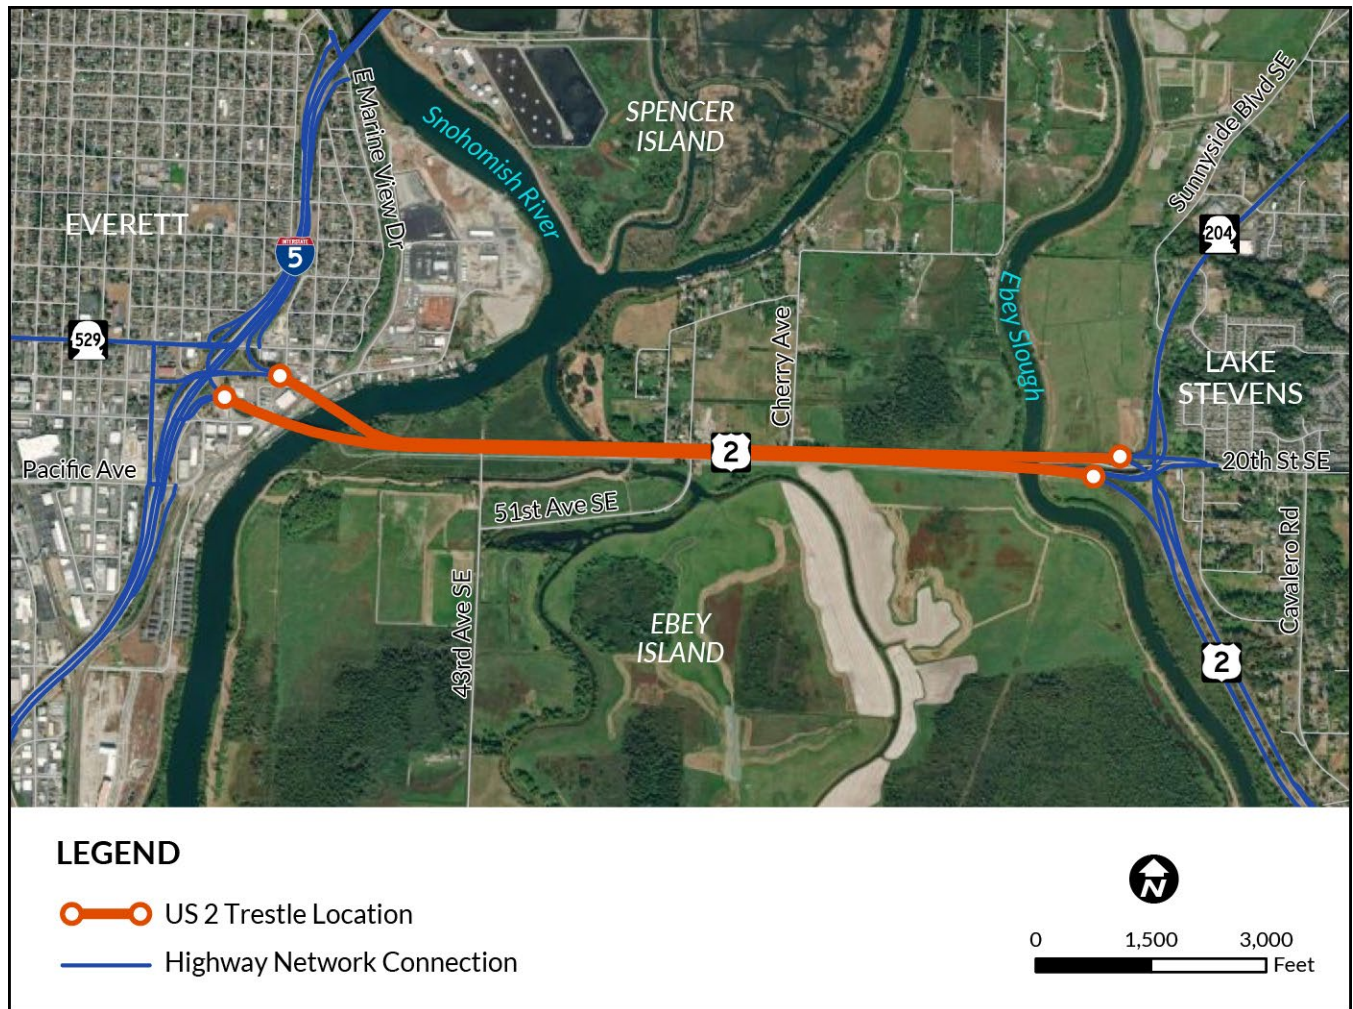 SPENCER
ISLAND
Snohomish River
E Marine View Dr
Sunnyside Blvd SE
EVERETT
INTERSTATE
5
204
529
Ebey Slough
Cherry Ave
LAKE
STEVENS
2
Pacific Ave
20th St SE
51st Ave SE
Cavalero Rd
43rd Ave SE
EBEY
ISLAND
2
LEGEND
US 2 Trestle Location
Highway Network Connection
N
0 1,500 3,000
Feet